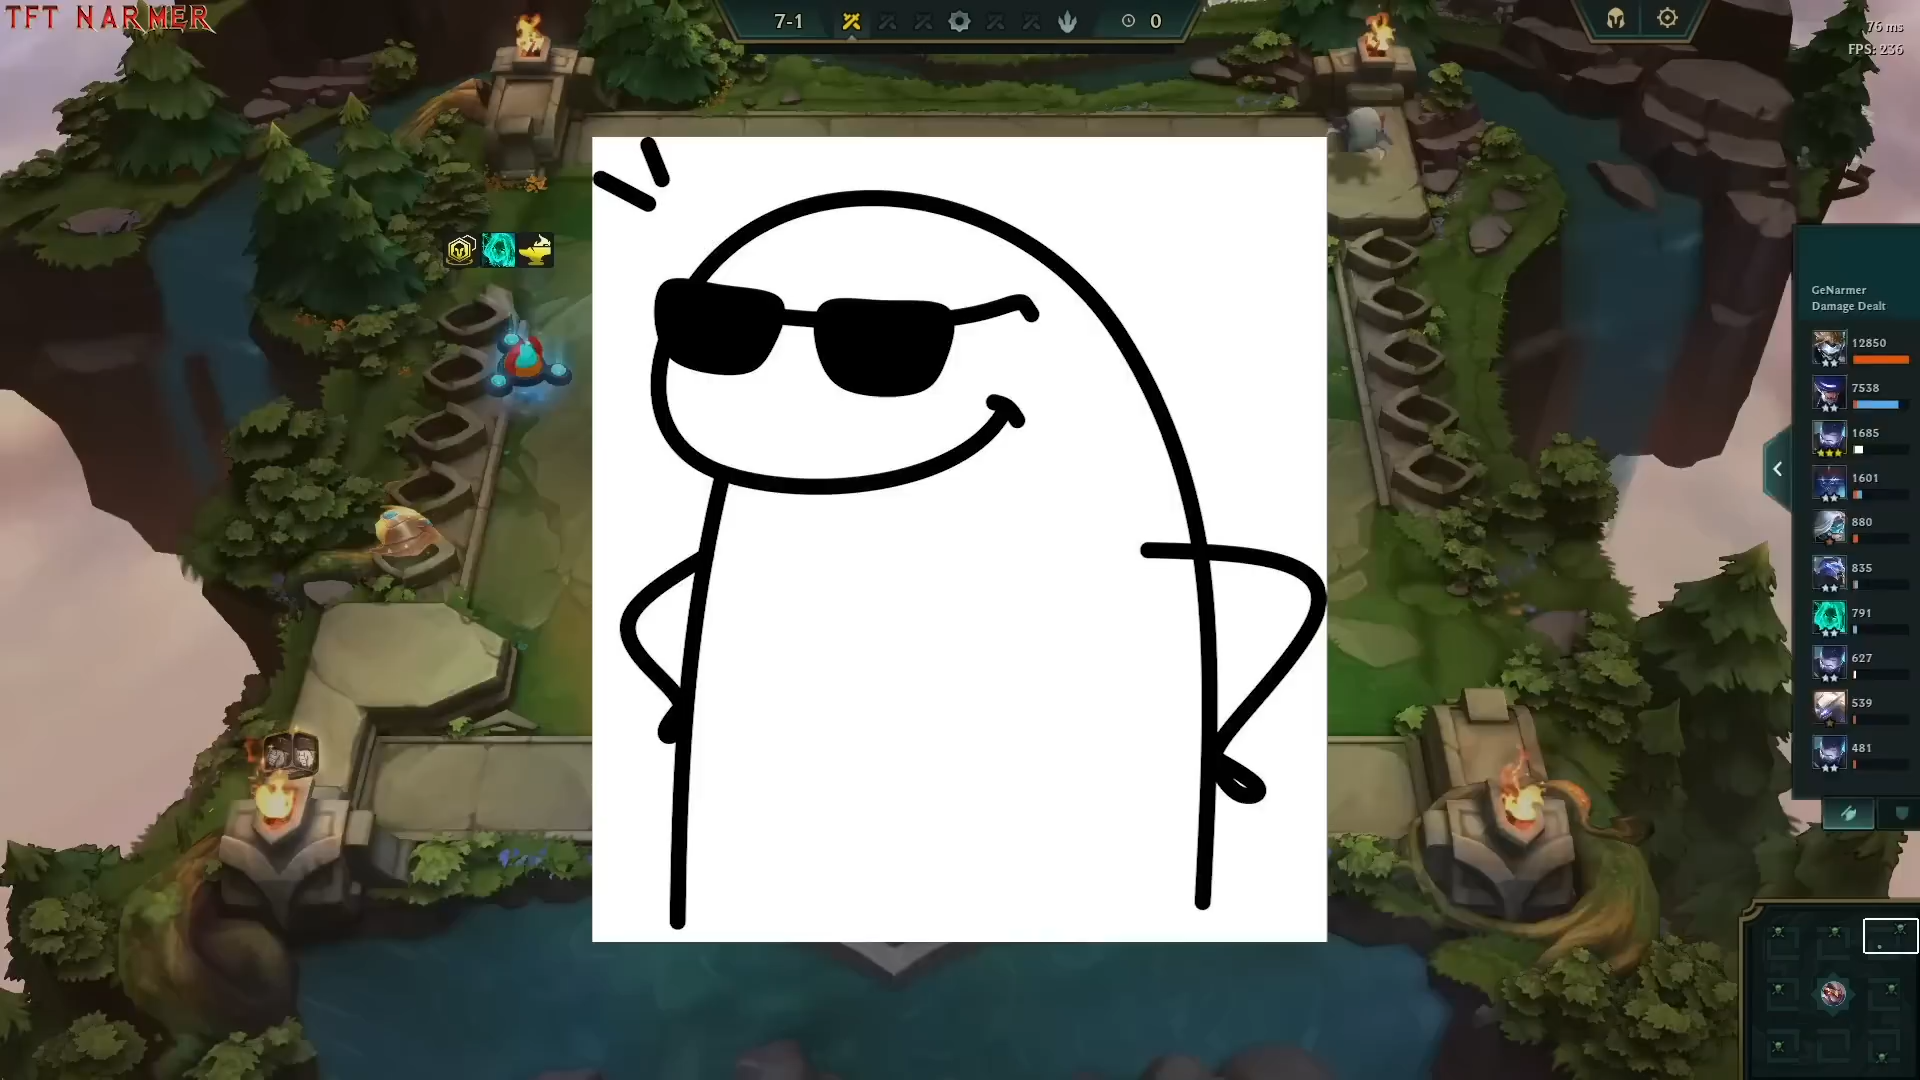 TFT NARMER
7-1
0
76 ms
FPS: 236
GeNarmer
Damage Dealt
12850
7538
1685
1601
880
835
791
627
539
481